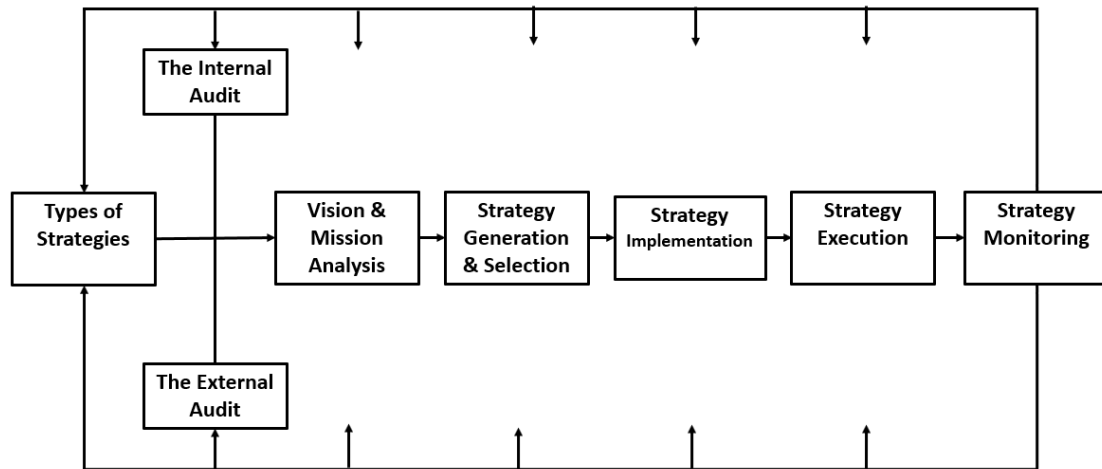 The Internal
Audit
Types of
Strategies
Vision &
Mission
Analysis
Strategy
Generation
& Selection
Strategy
Implementation
Strategy
Execution
Strategy
Monitoring
The External
Audit